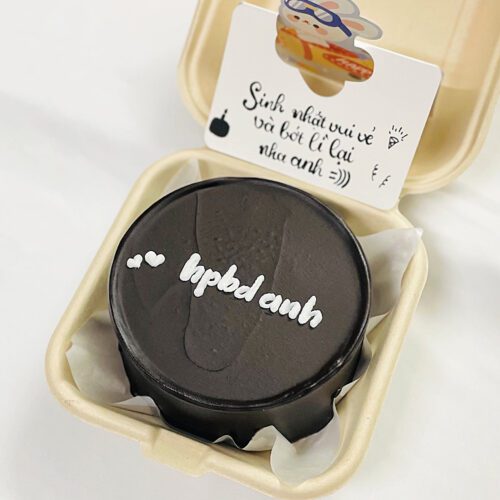 Sinh nhật vui vẻ
và bớt lì lại
nha anh =)))
hpbd anh